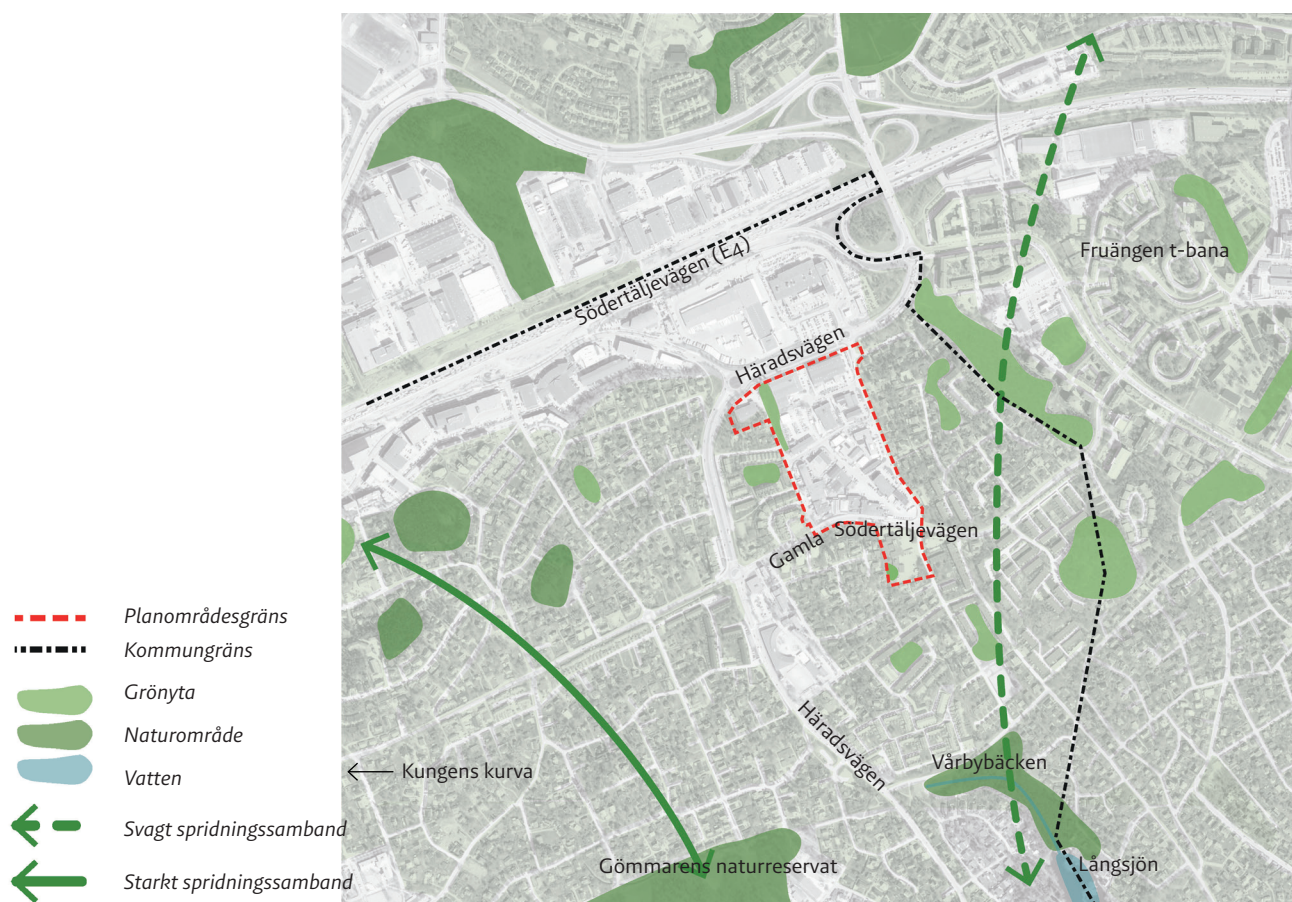 Södertäljevägen (E4)
Fruängen t-bana
Häradsvägen
Gamla
Södertäljevägen
Häradsvägen
Vårbybäcken
Kungens kurva
Gömmarens naturreservat
Långsjön
Planområdesgräns
Kommungräns
Grönyta
Naturområde
Vatten
Svagt spridningssamband
Starkt spridningssamband